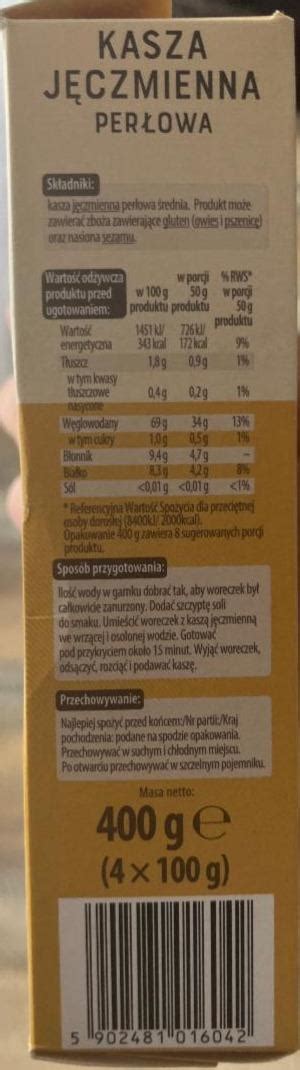 KASZA
JĘCZMIENNA
PERŁOWA
Składniki:
kasza jęczmienna perłowa średnia. Produkt może
zawierać zboża zawierające gluten (owies i pszenicę)
oraz nasiona sezamu.
Wartość odżywcza w porcji % RWS*
produktu przed w 100 g 50 g w porcji
ugotowaniem: produktu produktu 50 g
produktu
Wartość 1451 kJ/ 726 kJ/
energetyczna 343 kcal 172 kcal 9%
Tłuszcz 1,8 g 0,9 g 1%
w tym kwasy
tłuszczowe 0,4 g 0,2 g 1%
nasycone
Węglowodany 69 g 34 g 13%
w tym cukry 1,0 g 0,5 g 1%
Błonnik 9,4 g 4,7 g –
Białko 8,3 g 4,2 g 8%
Sól <0,01 g <0,01 g <1%
* Referencyjna Wartość Spożycia dla przeciętnej
osoby dorosłej (8400kJ/ 2000kcal).
Opakowanie 400 g zawiera 8 sugerowanych porcji
produktu.
Sposób przygotowania:
Ilość wody w garnku dobrać tak, aby woreczek był
całkowicie zanurzony. Dodać szczyptę soli
do smaku. Umieścić woreczek z kaszą jęczmienną
we wrzącej i osolonej wodzie. Gotować
pod przykryciem około 15 minut. Wyjąć woreczek,
odsączyć, rozciąć i podawać kaszę.
Przechowywanie:
Najlepiej spożyć przed końcem:/Nr partii:/Kraj
pochodzenia: podane na spodzie opakowania.
Przechowywać w suchym i chłodnym miejscu.
Po otwarciu przechowywać w szczelnym pojemniku.
Masa netto:
400 g e
(4 × 100 g)
5 902481 016042